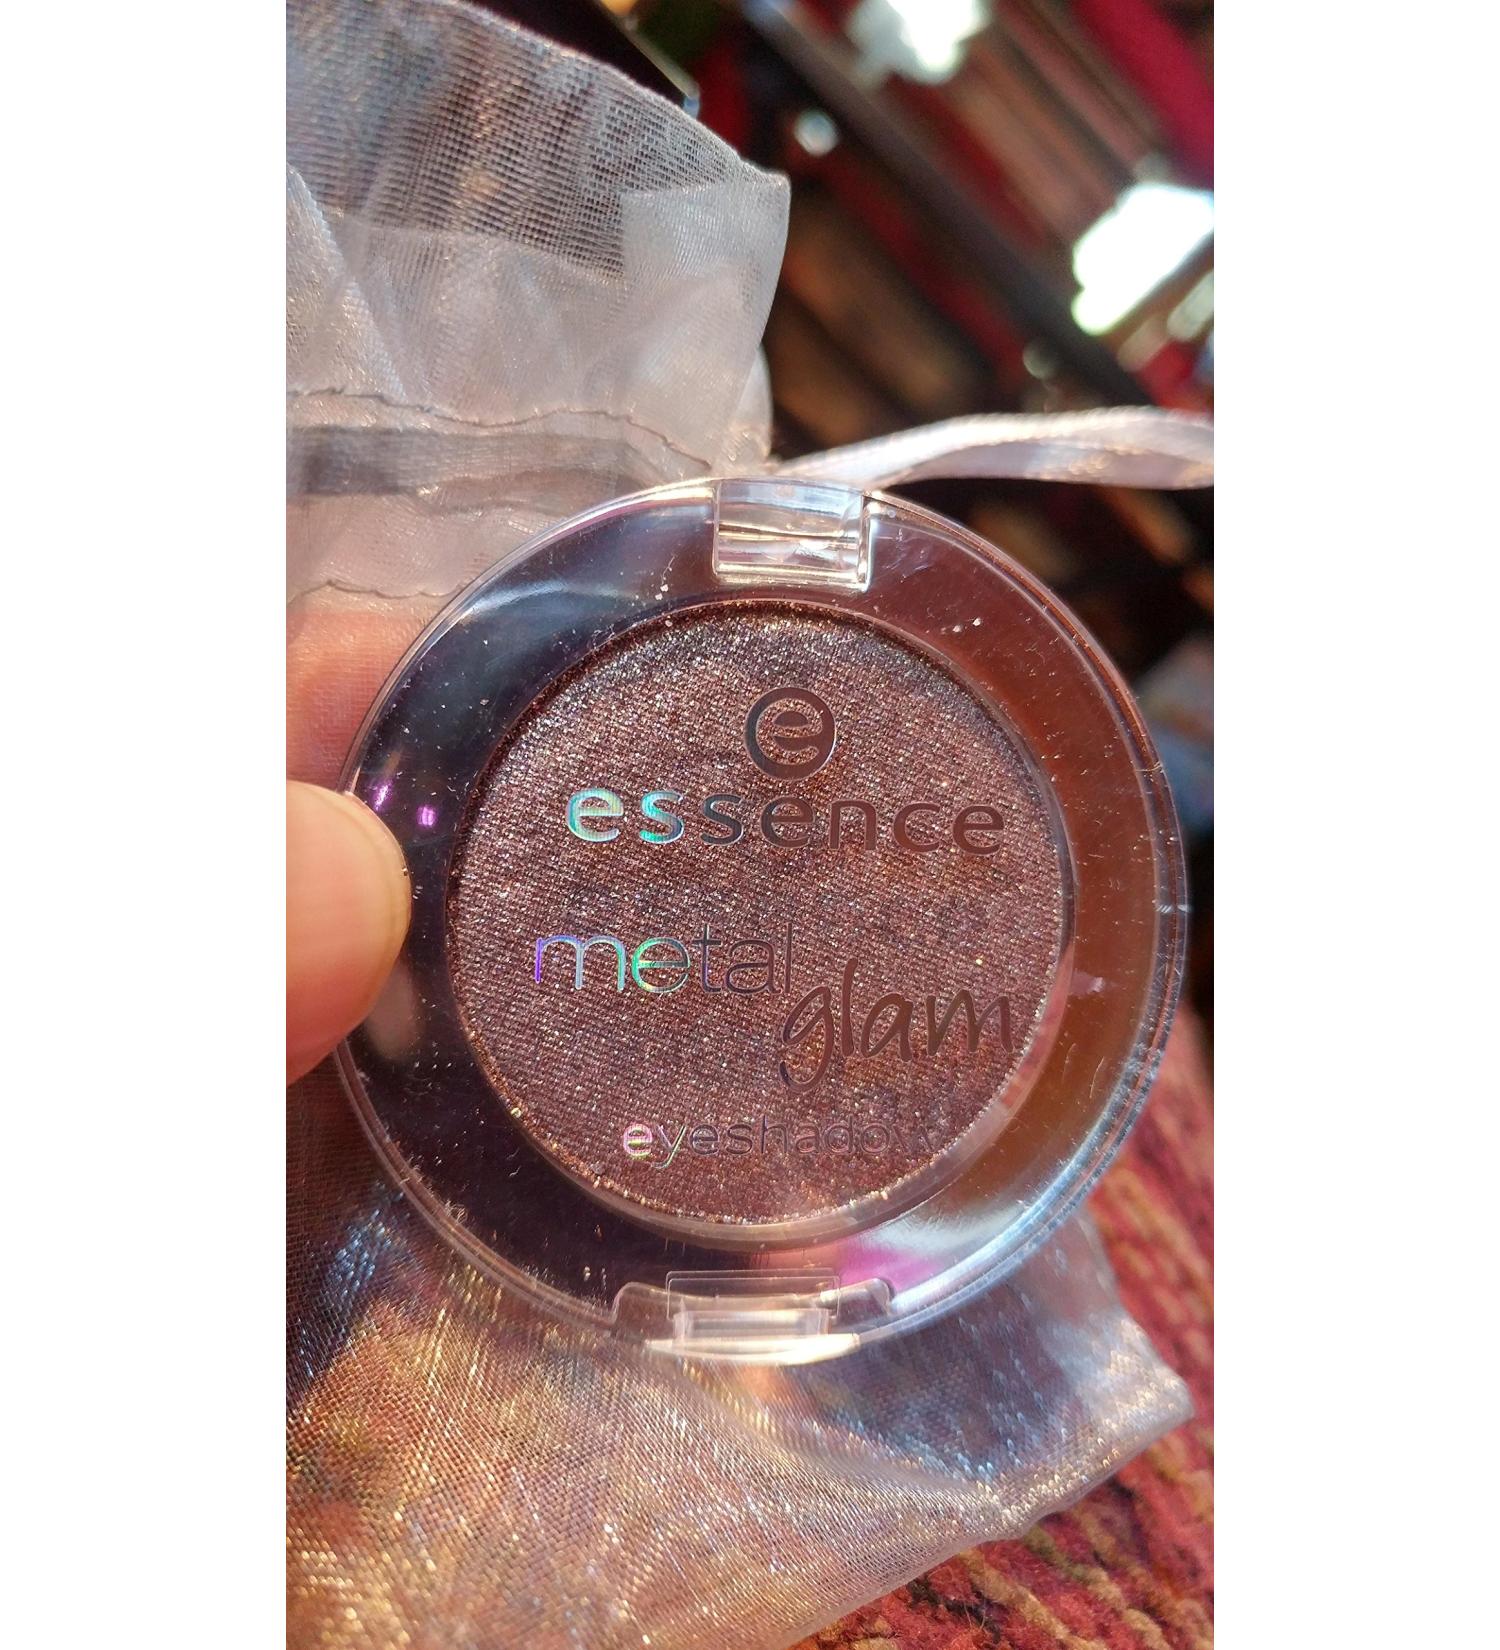 e
essence
metal
glam
eyeshadow